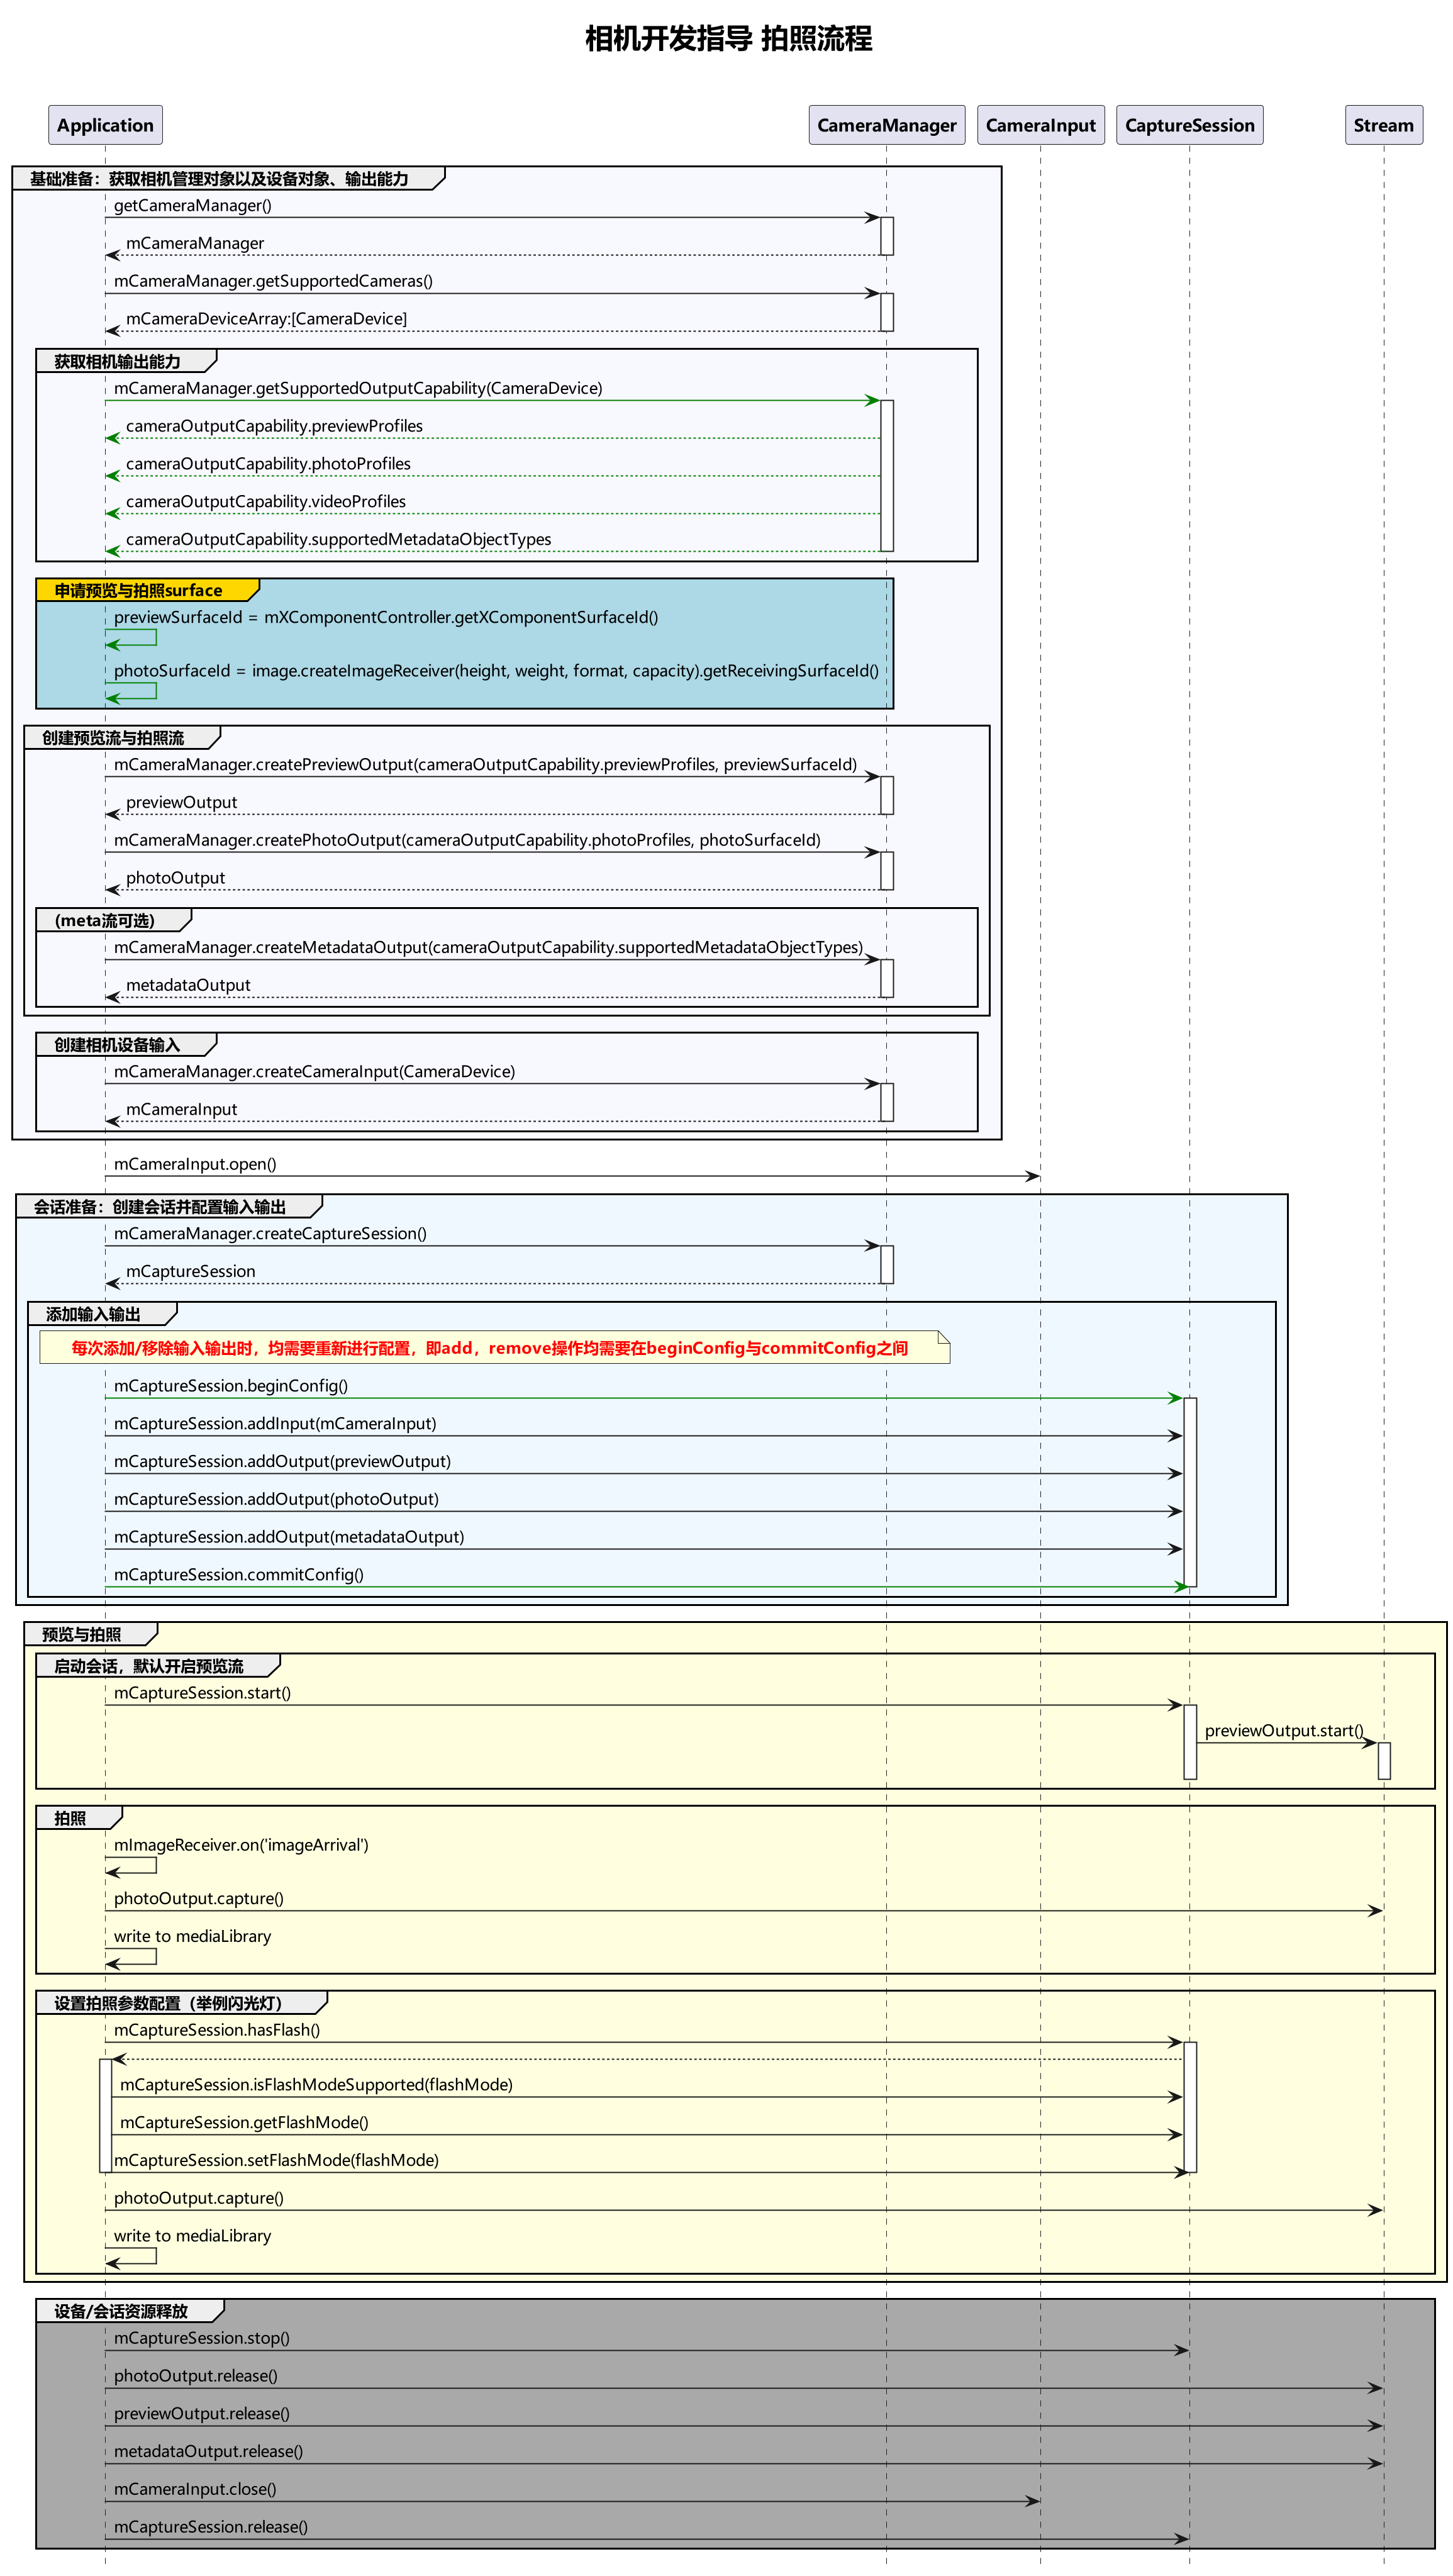 相机开发指导 拍照流程
Application
CameraManager
CameraInput
CaptureSession
Stream
基础准备：获取相机管理对象以及设备对象、输出能力
getCameraManager()
mCameraManager
mCameraManager.getSupportedCameras()
mCameraDeviceArray:[CameraDevice]
获取相机输出能力
mCameraManager.getSupportedOutputCapability(CameraDevice)
cameraOutputCapability.previewProfiles
cameraOutputCapability.photoProfiles
cameraOutputCapability.videoProfiles
cameraOutputCapability.supportedMetadataObjectTypes
申请预览与拍照surface
previewSurfaceId = mXComponentController.getXComponentSurfaceId()
photoSurfaceId = image.createImageReceiver(height, weight, format, capacity).getReceivingSurfaceId()
创建预览流与拍照流
mCameraManager.createPreviewOutput(cameraOutputCapability.previewProfiles, previewSurfaceId)
previewOutput
mCameraManager.createPhotoOutput(cameraOutputCapability.photoProfiles, photoSurfaceId)
photoOutput
(meta流可选)
mCameraManager.createMetadataOutput(cameraOutputCapability.supportedMetadataObjectTypes)
metadataOutput
创建相机设备输入
mCameraManager.createCameraInput(CameraDevice)
mCameraInput
mCameraInput.open()
会话准备：创建会话并配置输入输出
mCameraManager.createCaptureSession()
mCaptureSession
添加输入输出
每次添加/移除输入输出时，均需要重新进行配置，即add，remove操作均需要在beginConfig与commitConfig之间
mCaptureSession.beginConfig()
mCaptureSession.addInput(mCameraInput)
mCaptureSession.addOutput(previewOutput)
mCaptureSession.addOutput(photoOutput)
mCaptureSession.addOutput(metadataOutput)
mCaptureSession.commitConfig()
预览与拍照
启动会话，默认开启预览流
mCaptureSession.start()
previewOutput.start()
拍照
mImageReceiver.on('imageArrival')
photoOutput.capture()
write to mediaLibrary
设置拍照参数配置（举例闪光灯）
mCaptureSession.hasFlash()
mCaptureSession.isFlashModeSupported(flashMode)
mCaptureSession.getFlashMode()
mCaptureSession.setFlashMode(flashMode)
photoOutput.capture()
write to mediaLibrary
设备/会话资源释放
mCaptureSession.stop()
photoOutput.release()
previewOutput.release()
metadataOutput.release()
mCameraInput.close()
mCaptureSession.release()